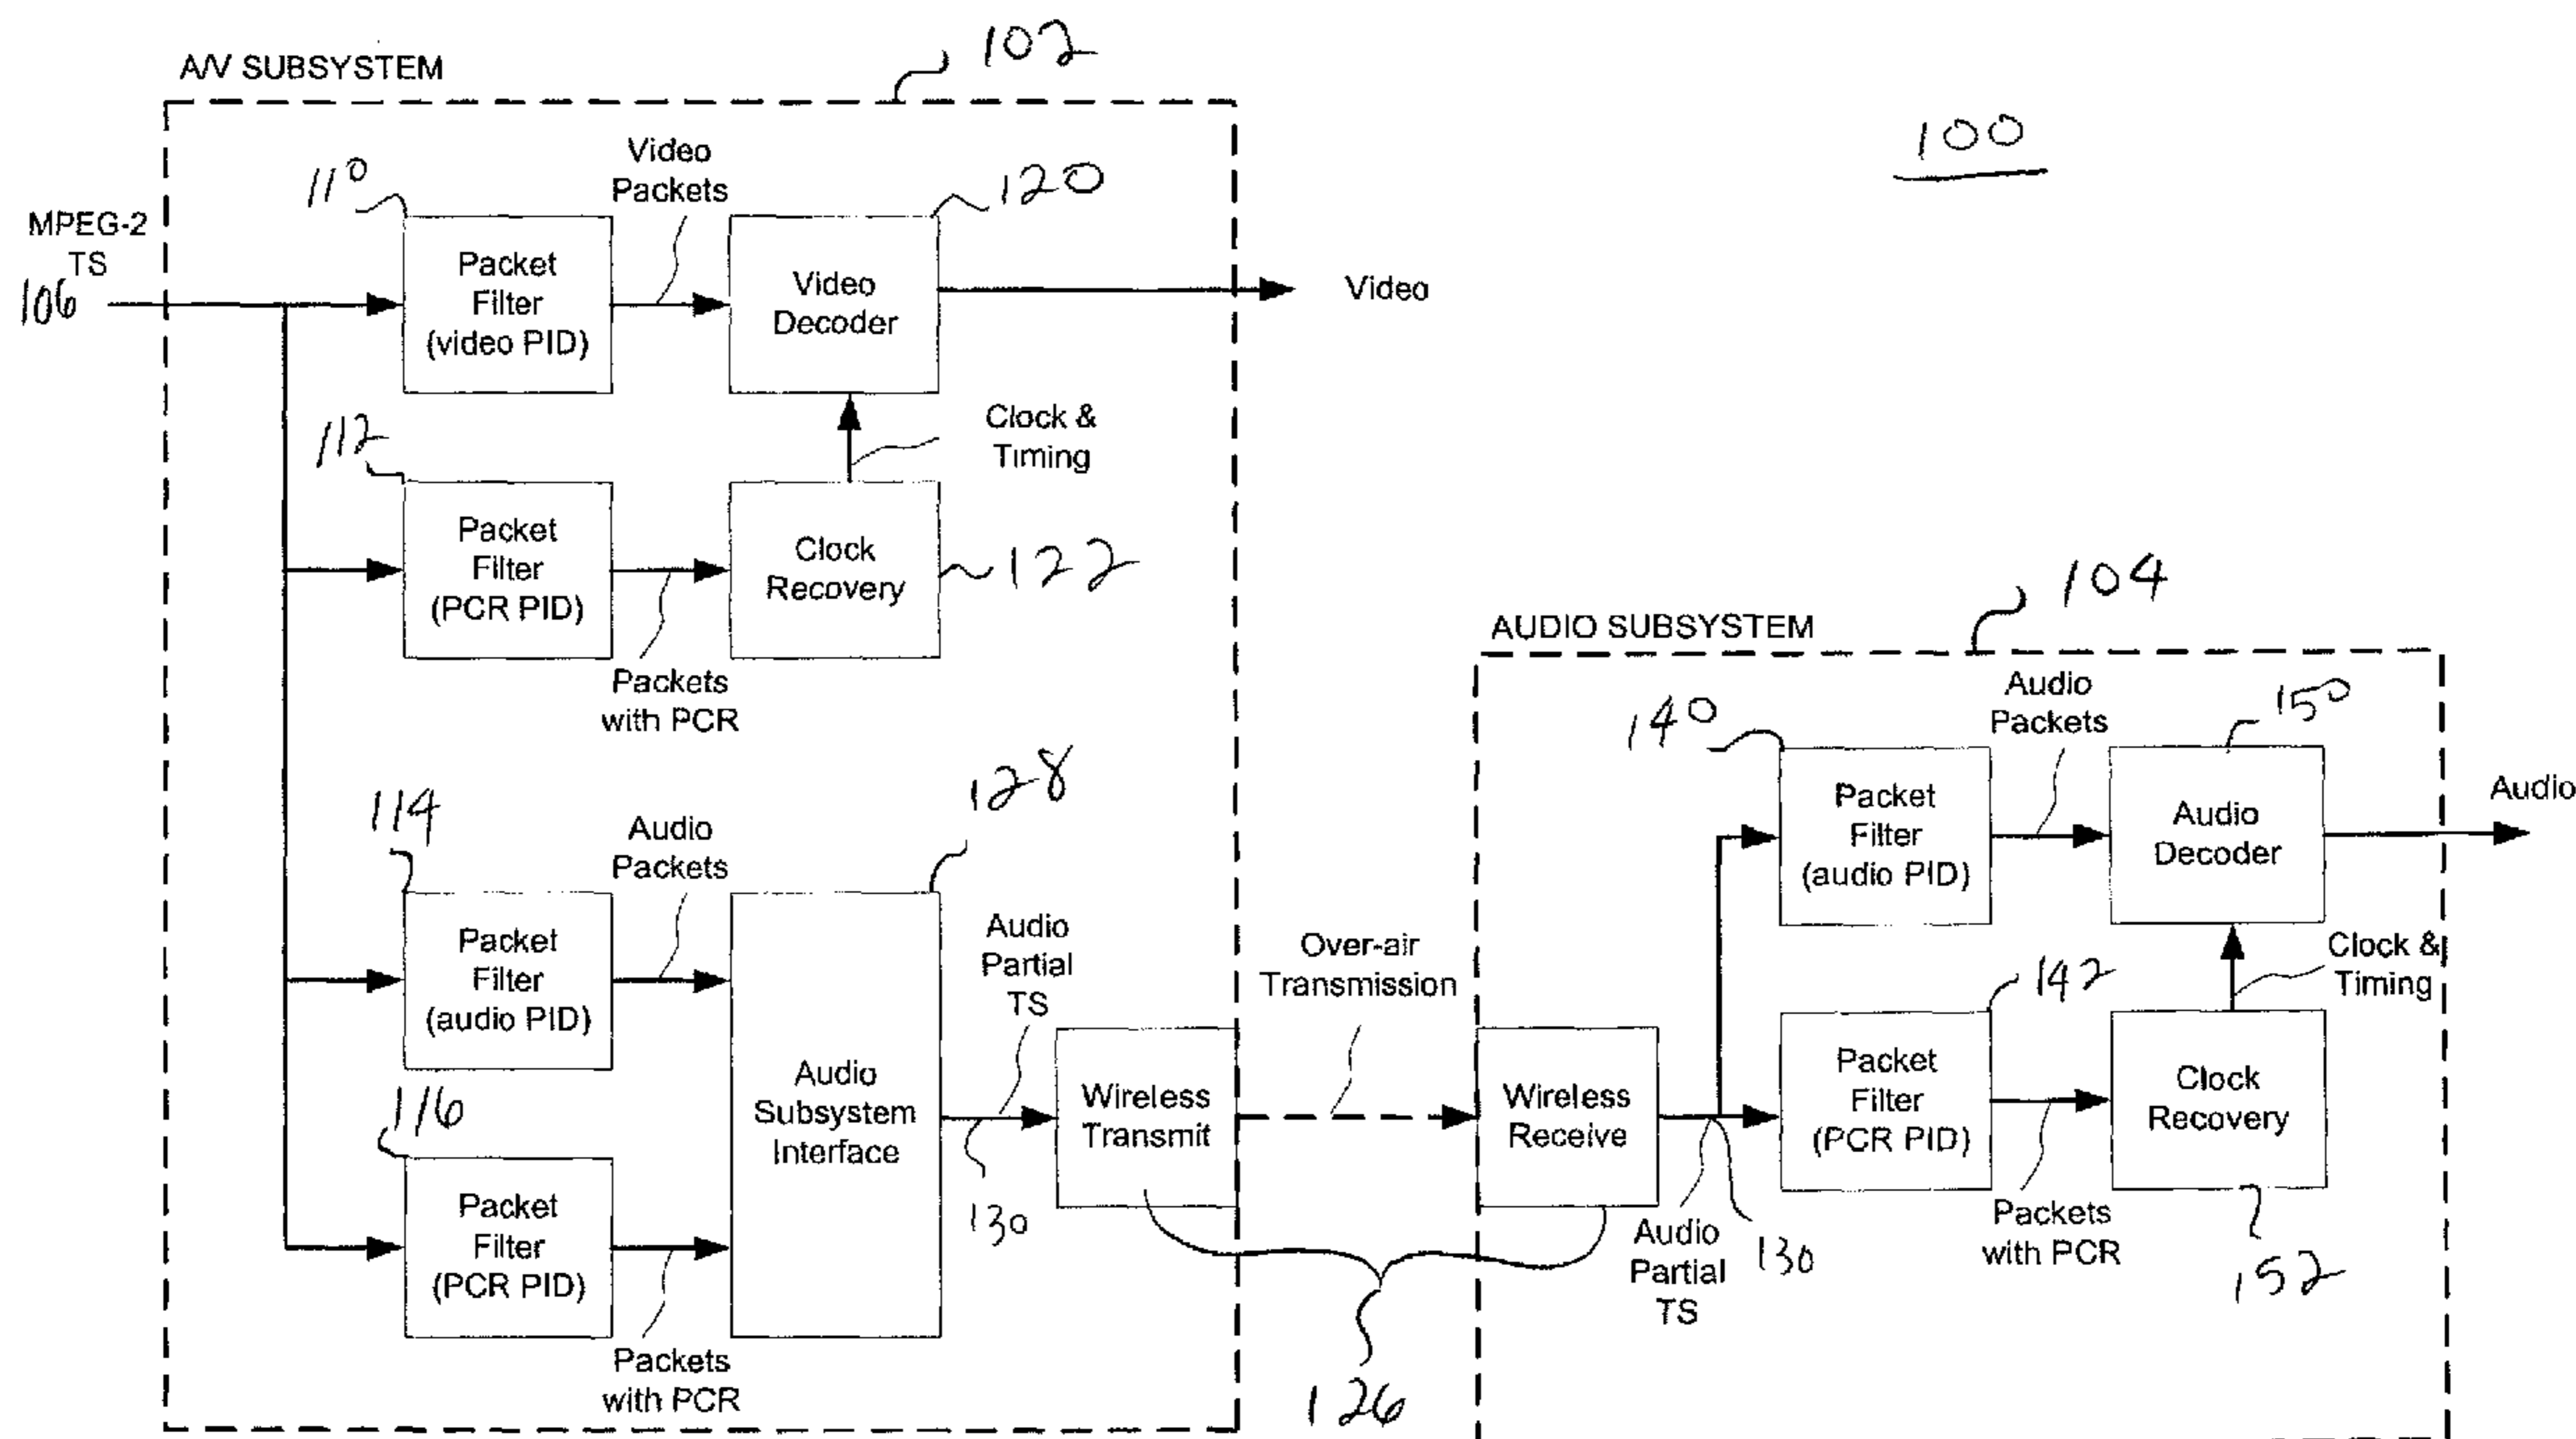 A/V SUBSYSTEM
102
100
MPEG-2
TS
106
110
Packet
Filter
(video PID)
Video
Packets
120
Video
Decoder
Video
112
Packet
Filter
(PCR PID)
Packets
with PCR
Clock &
Timing
Clock
Recovery
122
114
Packet
Filter
(audio PID)
Audio
Packets
128
116
Packet
Filter
(PCR PID)
Packets
with PCR
Audio
Subsystem
Interface
Audio
Partial
TS
130
Wireless
Transmit
Over-air
Transmission
126
AUDIO SUBSYSTEM
104
Wireless
Receive
Audio
Partial
TS
130
140
Packet
Filter
(audio PID)
Audio
Packets
150
Audio
Decoder
Audio
142
Packet
Filter
(PCR PID)
Packets
with PCR
Clock &
Timing
Clock
Recovery
152